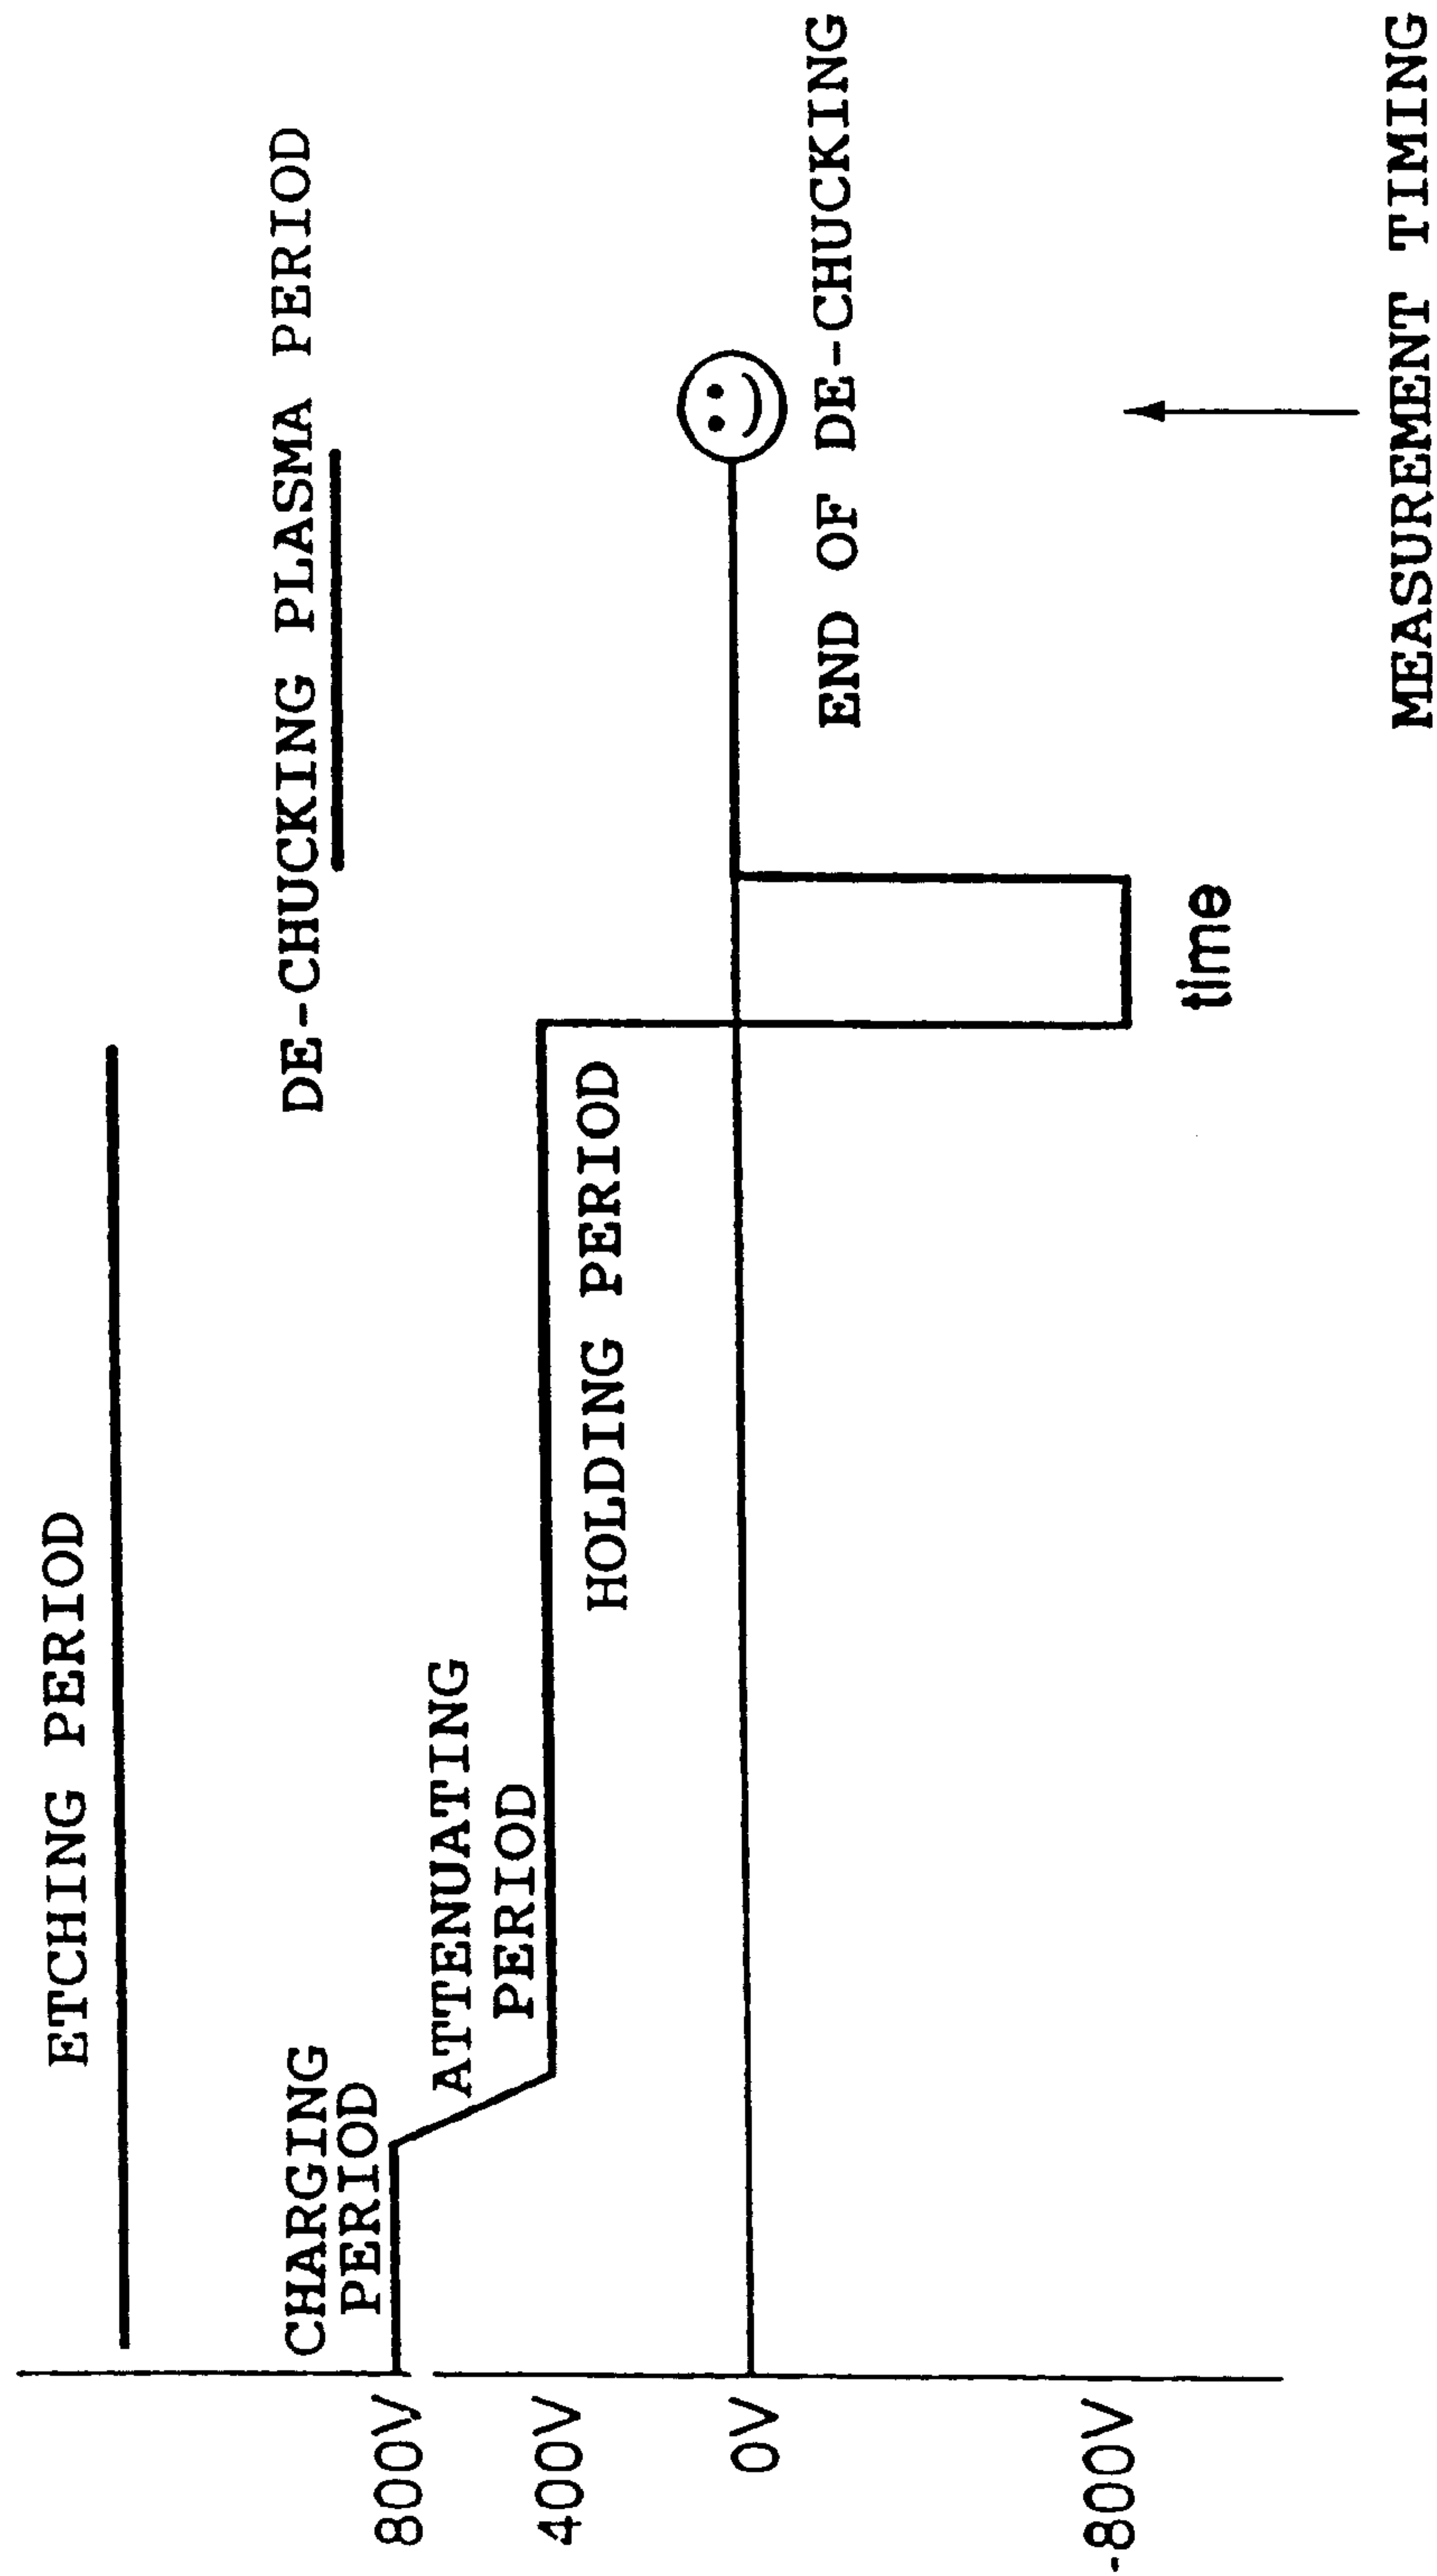 ETCHING PERIOD
DE-CHUCKING PLASMA PERIOD
CHARGING
PERIOD
ATTENUATING
PERIOD
HOLDING PERIOD
800V
400V
0V
-800V
END OF DE-CHUCKING
time
MEASUREMENT TIMING